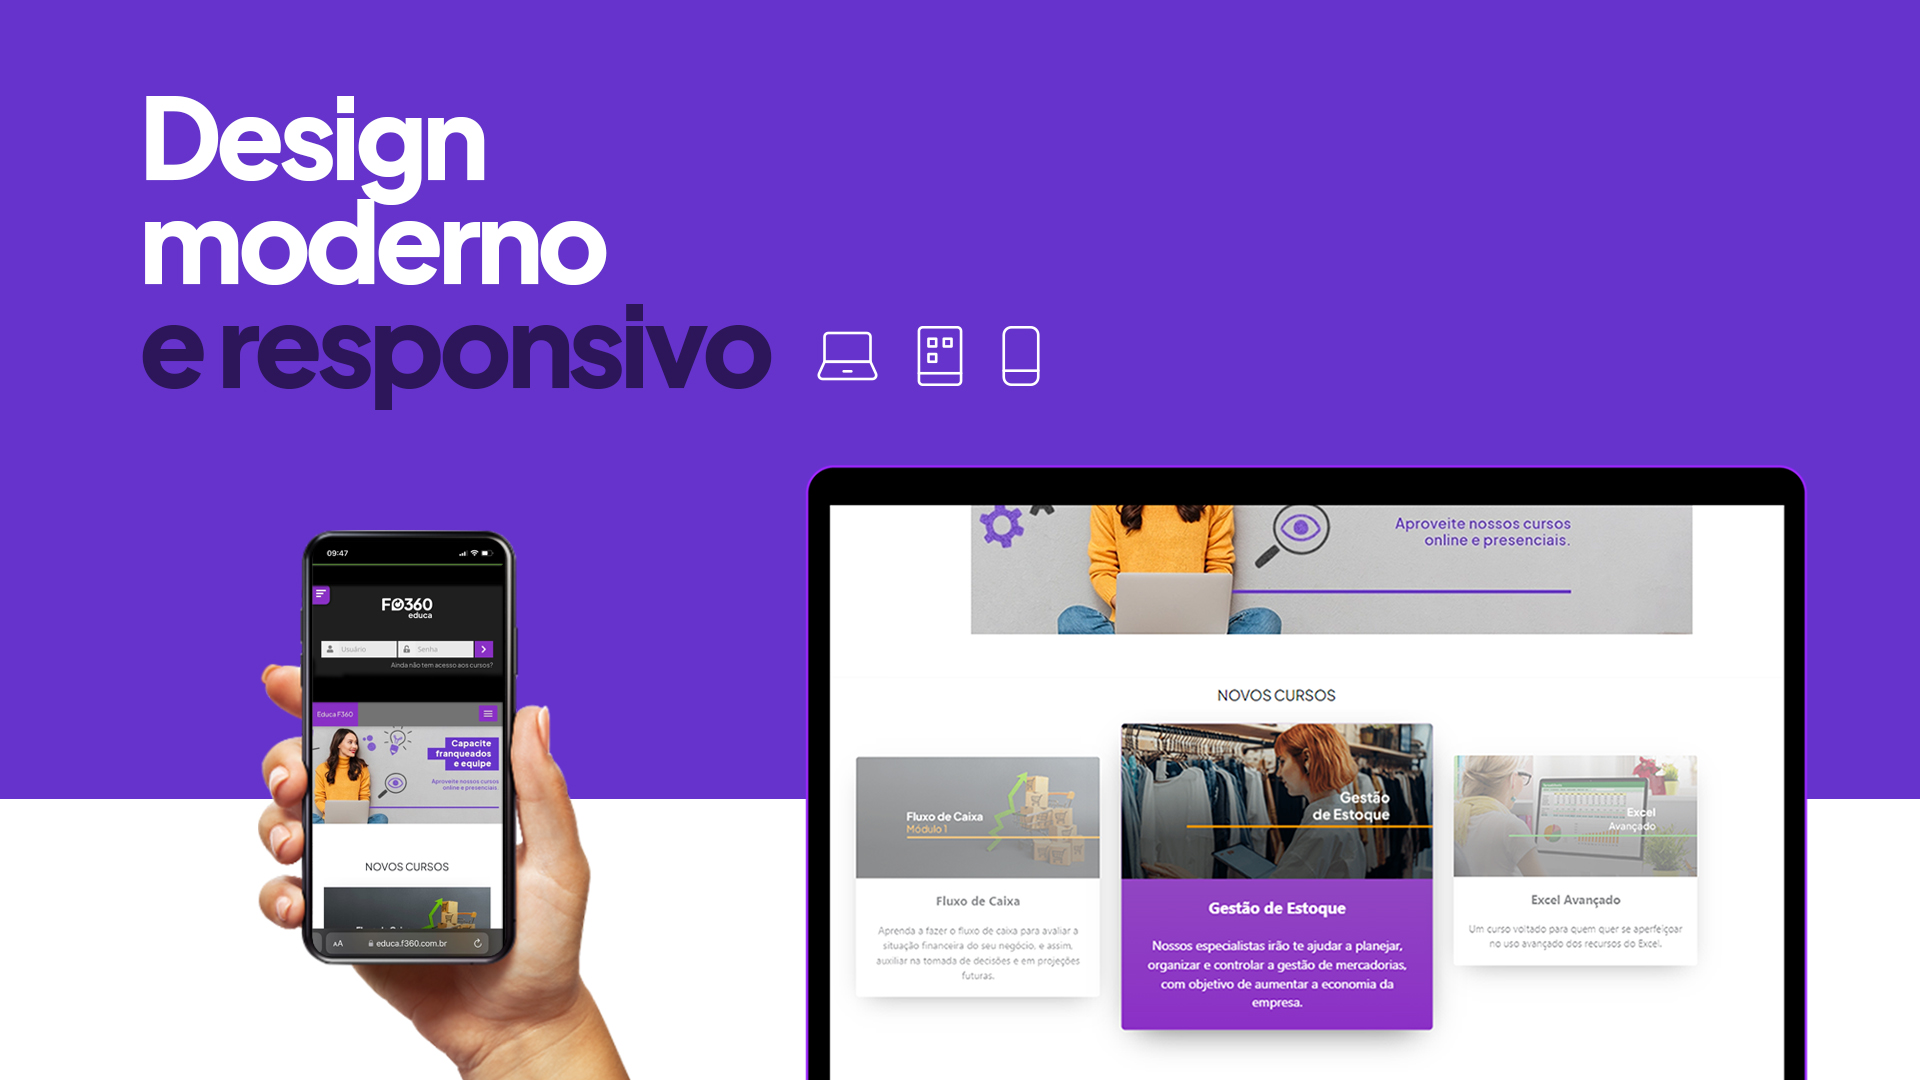 Design
moderno
e responsivo
09:47
FO360
educa
Usuário
Senha
Ainda não tem acesso aos cursos?
Educa F360
Capacite
franqueados
e equipe
Aproveite nossos cursos
online e presenciais.
NOVOS CURSOS
AA
educa.f360.com.br
Aproveite nossos cursos
online e presenciais.
NOVOS CURSOS
Fluxo de Caixa
Módulo 1
Fluxo de Caixa
Aprenda a fazer o fluxo de caixa para avaliar a
situação financeira do seu negócio, e assim,
auxiliar na tomada de decisões e em projeções
futuras.
Gestão
de Estoque
Gestão de Estoque
Nossos especialistas irão te ajudar a planejar,
organizar e controlar a gestão de mercadorias,
com objetivo de aumentar a economia da
empresa.
Excel
Avançado
Excel Avançado
Um curso voltado para quem quer se aperfeiçoar
no uso avançado dos recursos do Excel.